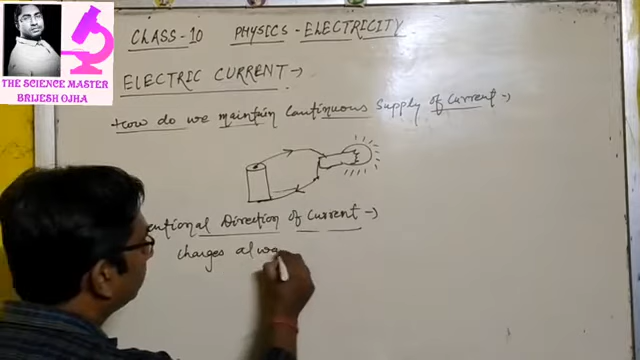 CLASS-10 PHYSICS - ELECTRICITY
THE SCIENCE MASTER
BRIJESH OJHA
ELECTRIC CURRENT →
How do we maintain Continuous Supply of Current →
entional Direction of Current →
charges alwa